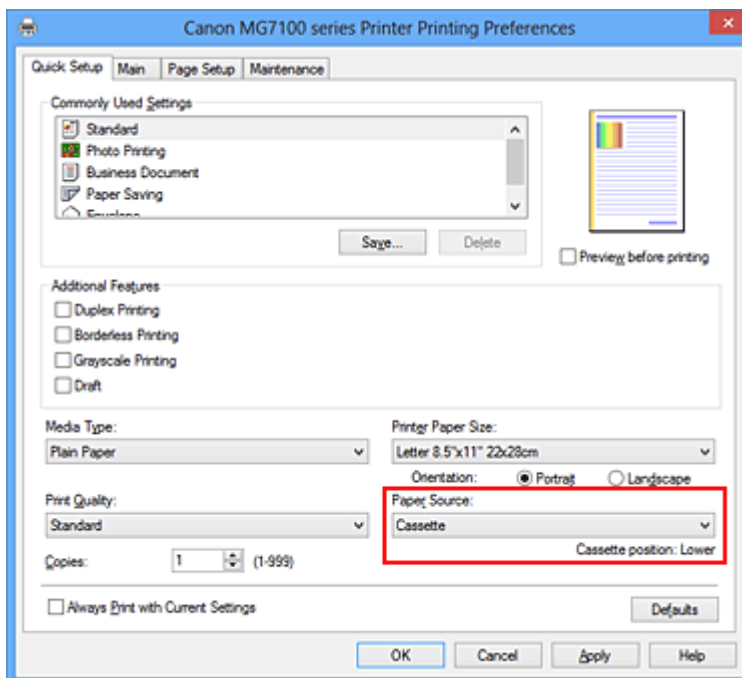 Canon MG7100 series Printer Printing Preferences
Quick Setup Main Page Setup Maintenance
Commonly Used Settings
Standard
Photo Printing
Business Document
Paper Saving
Envelope
Save... Delete
Preview before printing
Addtional Features
Duplex Printing
Borderless Printing
Grayscale Printing
Draft
Media Type: Printer Paper Size:
Plain Paper Letter 8.5"x11" 22x28cm
Orientation: Portrait Landscape
Print Quality: Paper Source:
Standard Cassette
Cassette position: Lower
Copies: 1 (1-999)
Always Print with Current Settings Defaults
OK Cancel Apply Help